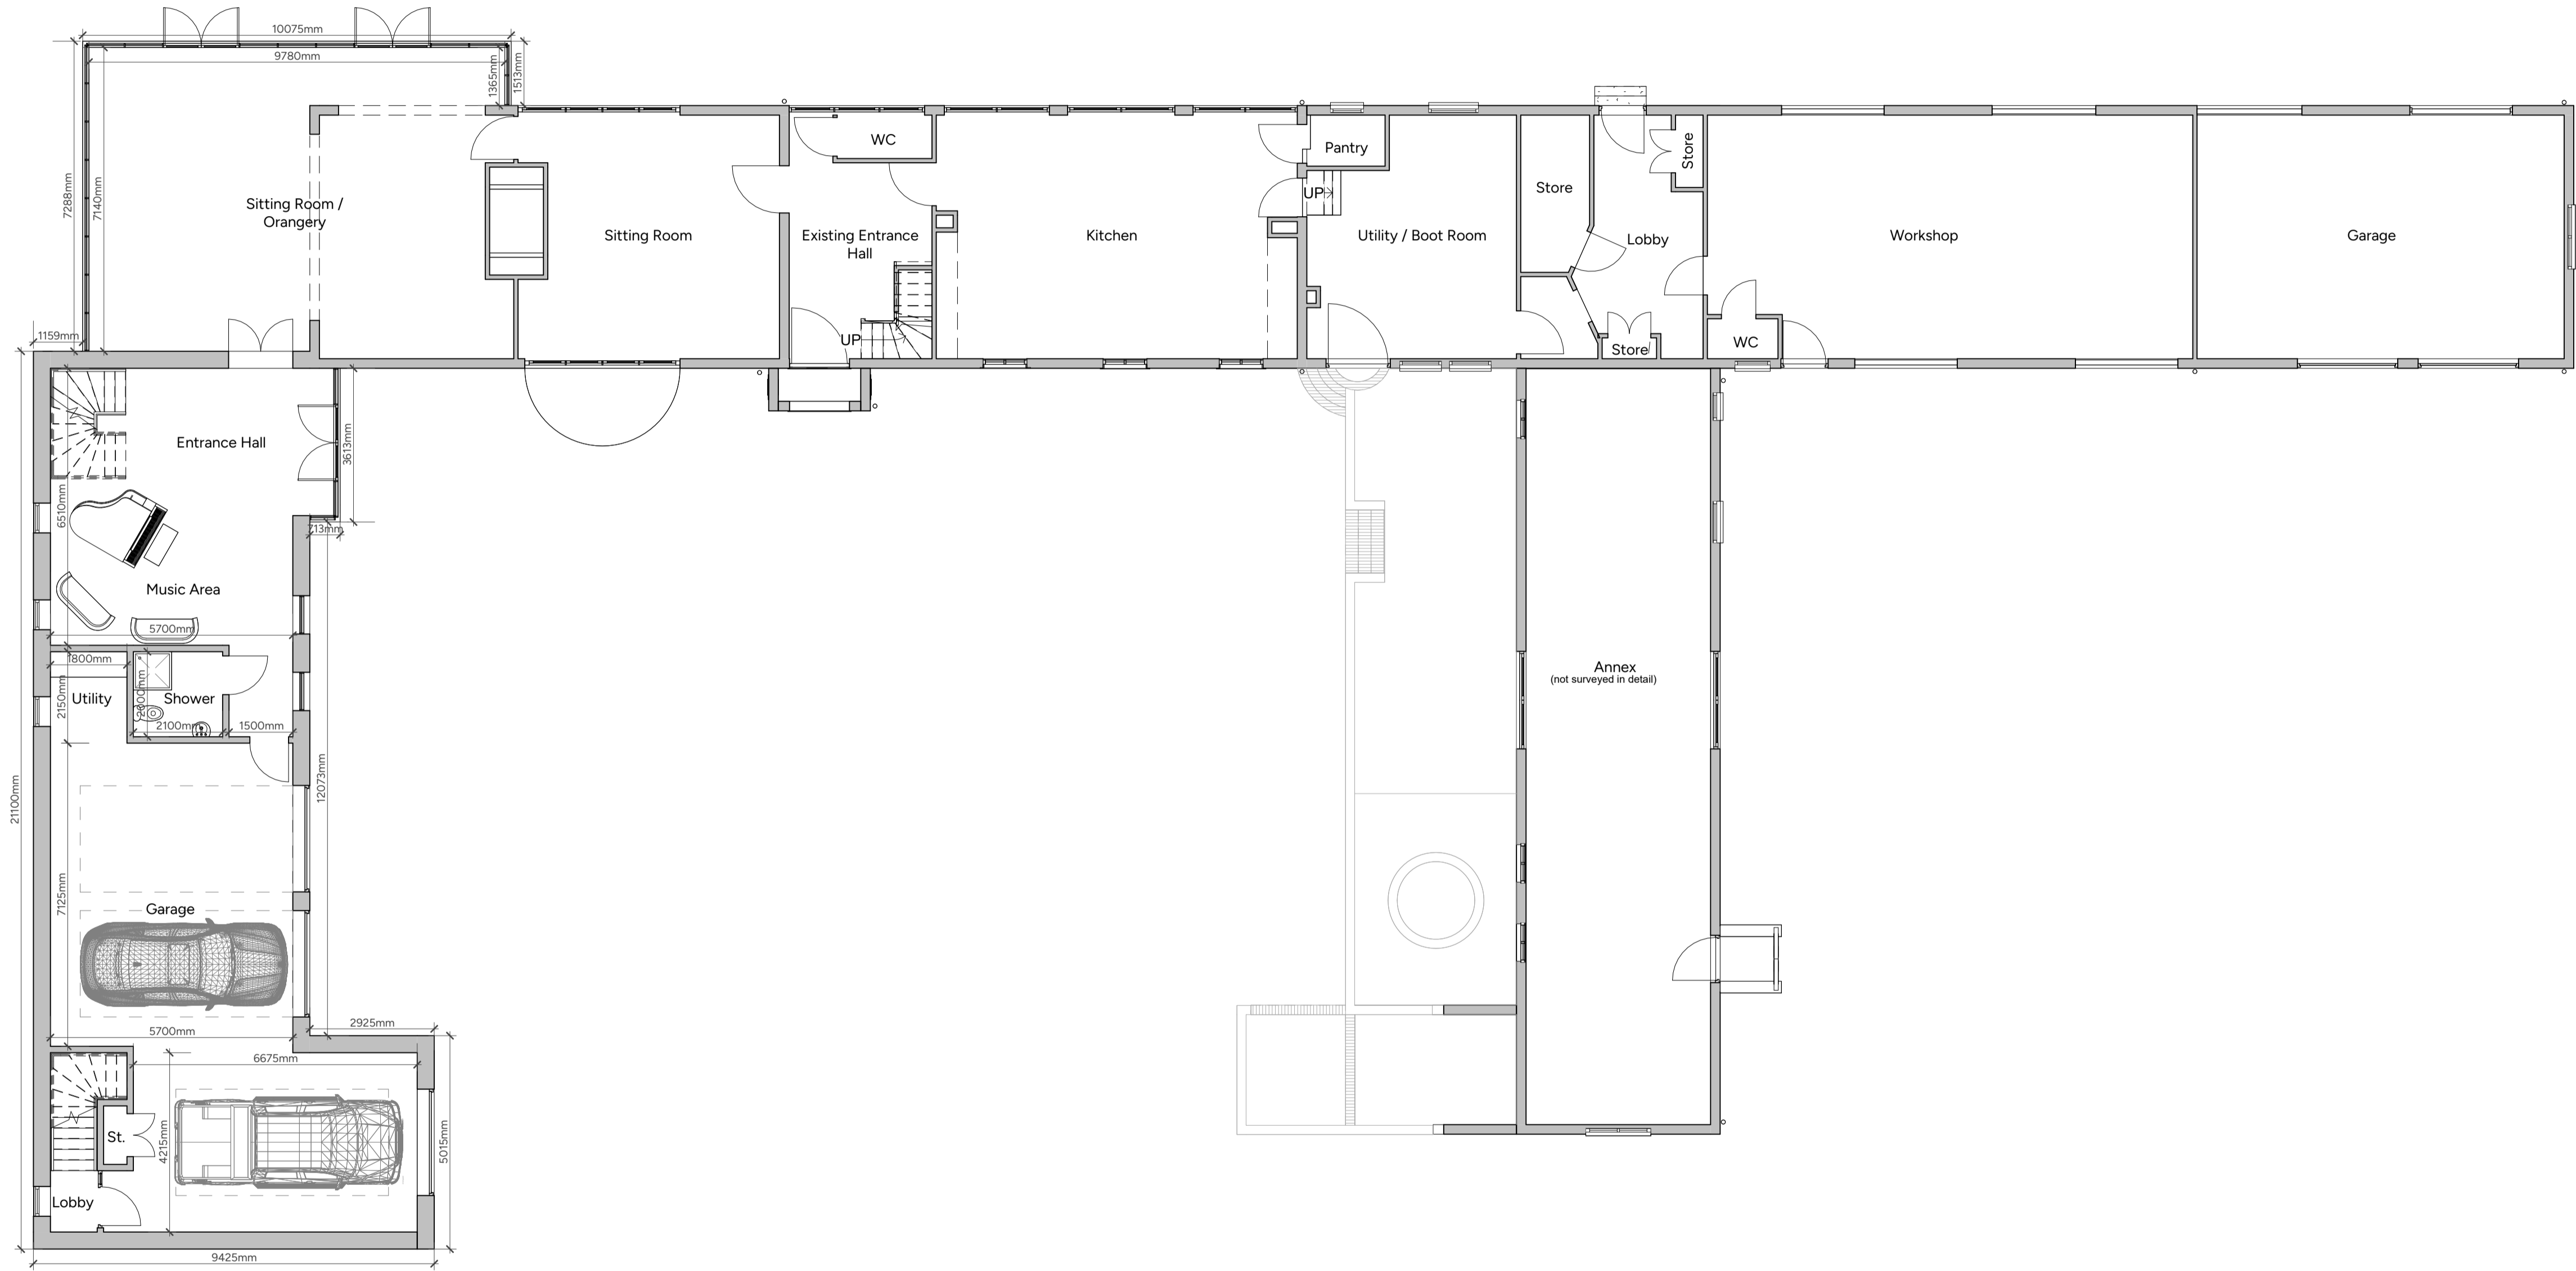 10075mm
9780mm
1365mm
1513mm
7288mm
7140mm
Sitting Room /
Orangery
Sitting Room
WC
Existing Entrance
Hall
UP
Kitchen
Pantry
UP
Utility / Boot Room
Store
Lobby
Store
Store
WC
Workshop
Garage
1159mm
Entrance Hall
3613mm
713mm
6510mm
Music Area
5700mm
1800mm
2150mm
Utility
2000mm
Shower
2100mm
1500mm
21100mm
12073mm
7125mm
Garage
5700mm
2925mm
6675mm
St.
4215mm
5015mm
Lobby
9425mm
Annex
(not surveyed in detail)